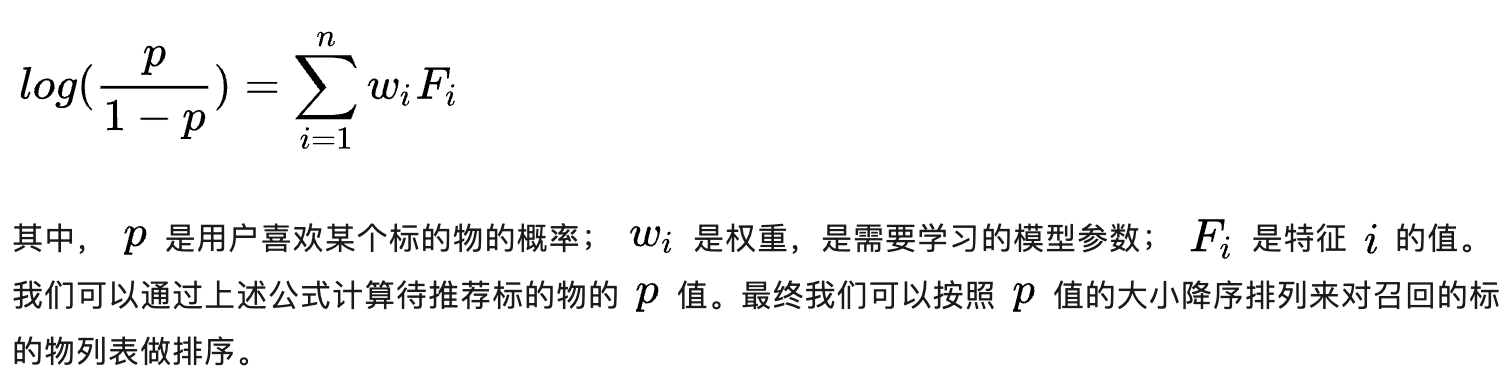 log(\frac{p}{1-p}) = \sum_{i=1}^{n} w_i F_i
其中， p 是用户喜欢某个标的物的概率； w_i 是权重，是需要学习的模型参数； F_i 是特征 i 的值。
我们可以通过上述公式计算待推荐标的物的 p 值。最终我们可以按照 p 值的大小降序排列来对召回的标
的物列表做排序。